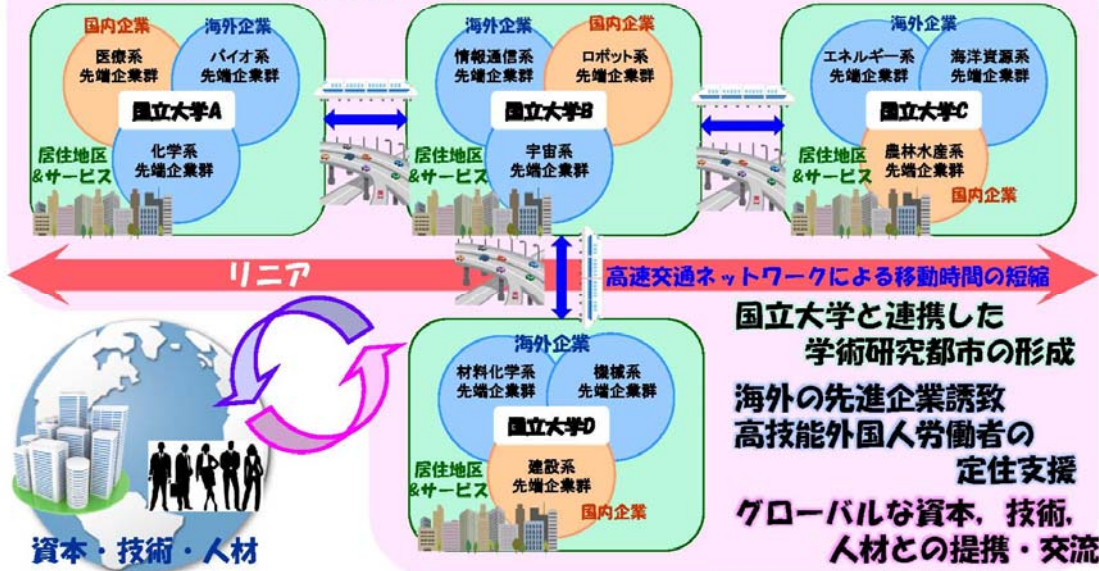 国内企業
海外企業
医療系
先端企業群
バイオ系
先端企業群
国立大学A
化学系
先端企業群
居住地区
&サービス
海外企業
国内企業
情報通信系
先端企業群
ロボット系
先端企業群
国立大学B
宇宙系
先端企業群
居住地区
&サービス
海外企業
エネルギー系
先端企業群
海洋資源系
先端企業群
国立大学C
農林水産系
先端企業群
居住地区
&サービス
国内企業
リニア
高速交通ネットワークによる移動時間の短縮
海外企業
材料化学系
先端企業群
機械系
先端企業群
国立大学D
建設系
先端企業群
居住地区
&サービス
国内企業
資本・技術・人材
国立大学と連携した
学術研究都市の形成
海外の先進企業誘致
高技能外国人労働者の
定住支援
グローバルな資本，技術，
人材との提携・交流